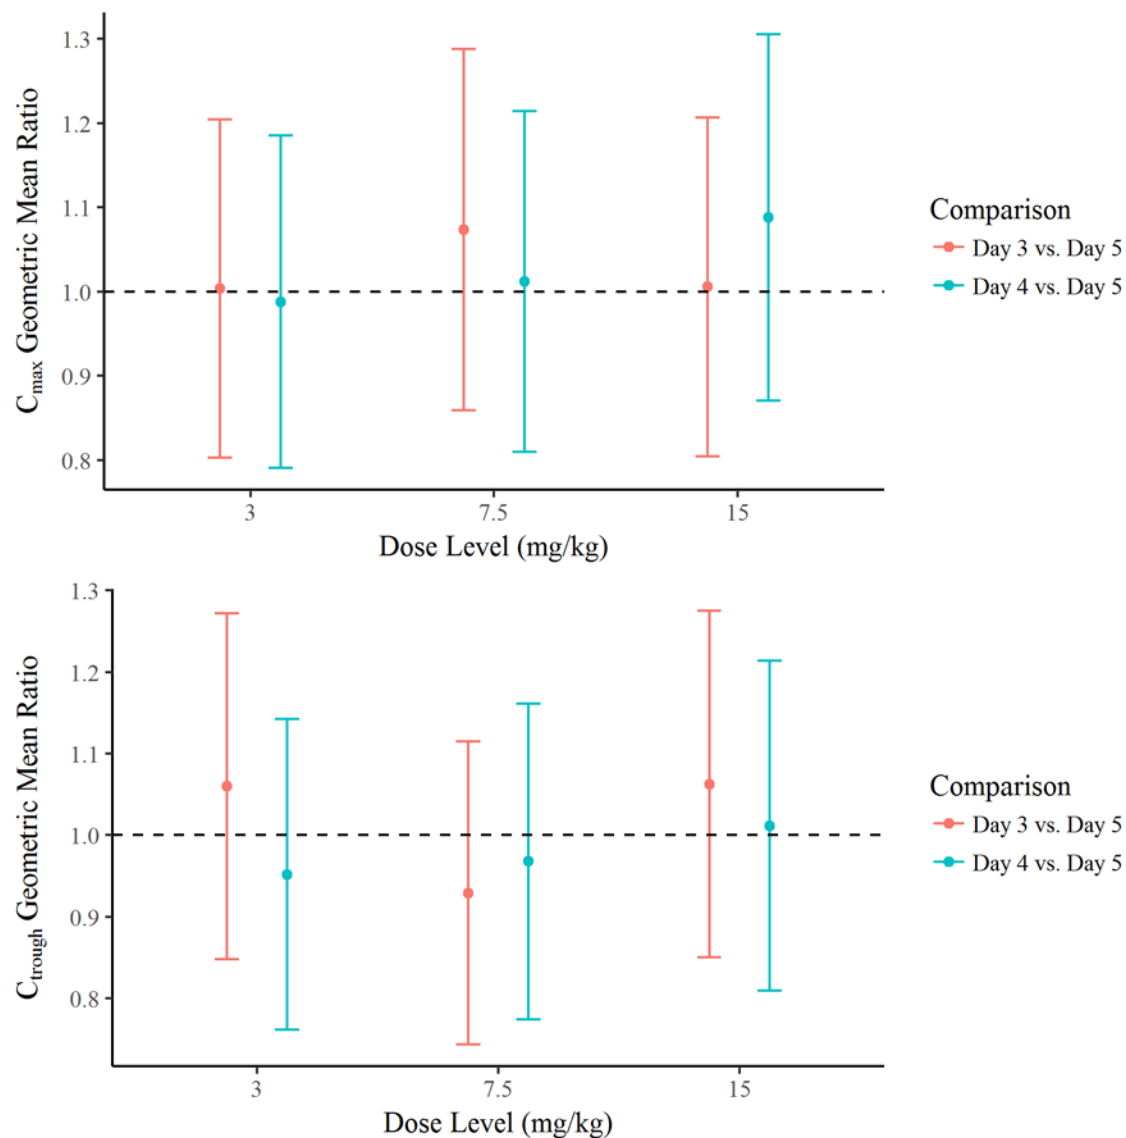 1.3
1.2
1.1
1.0
0.9
0.8
Cmax Geometric Mean Ratio
3 7.5 15
Dose Level (mg/kg)
Comparison
Day 3 vs. Day 5
Day 4 vs. Day 5
1.3
1.2
1.1
1.0
0.9
0.8
Ctrough Geometric Mean Ratio
3 7.5 15
Dose Level (mg/kg)
Comparison
Day 3 vs. Day 5
Day 4 vs. Day 5